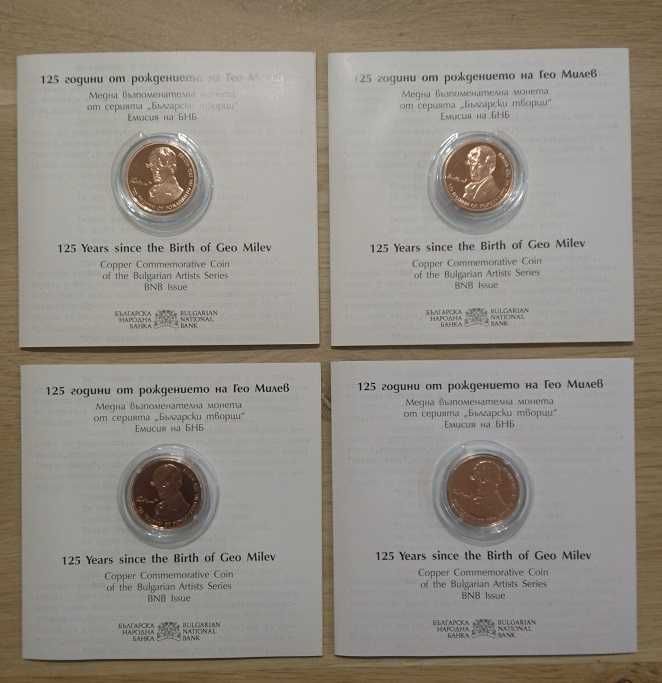 125 години от рождението на Гео Милев
Медна възпоменателна монета
от серията „Български творци“
Емисия на БНБ
125 Years since the Birth of Geo Milev
Copper Commemorative Coin
of the Bulgarian Artists Series
BNB Issue
БЪЛГАРСКА НАРОДНА БАНКА
BULGARIAN NATIONAL BANK
125 години от рождението на Гео Милев
Медна възпоменателна монета
от серията „Български творци“
Емисия на БНБ
125 Years since the Birth of Geo Milev
Copper Commemorative Coin
of the Bulgarian Artists Series
BNB Issue
БЪЛГАРСКА НАРОДНА БАНКА
BULGARIAN NATIONAL BANK
125 години от рождението на Гео Милев
Медна възпоменателна монета
от серията „Български творци“
Емисия на БНБ
125 Years since the Birth of Geo Milev
Copper Commemorative Coin
of the Bulgarian Artists Series
BNB Issue
БЪЛГАРСКА НАРОДНА БАНКА
BULGARIAN NATIONAL BANK
125 години от рождението на Гео Милев
Медна възпоменателна монета
от серията „Български творци“
Емисия на БНБ
125 Years since the Birth of Geo Milev
Copper Commemorative Coin
of the Bulgarian Artists Series
BNB Issue
БЪЛГАРСКА НАРОДНА БАНКА
BULGARIAN NATIONAL BANK